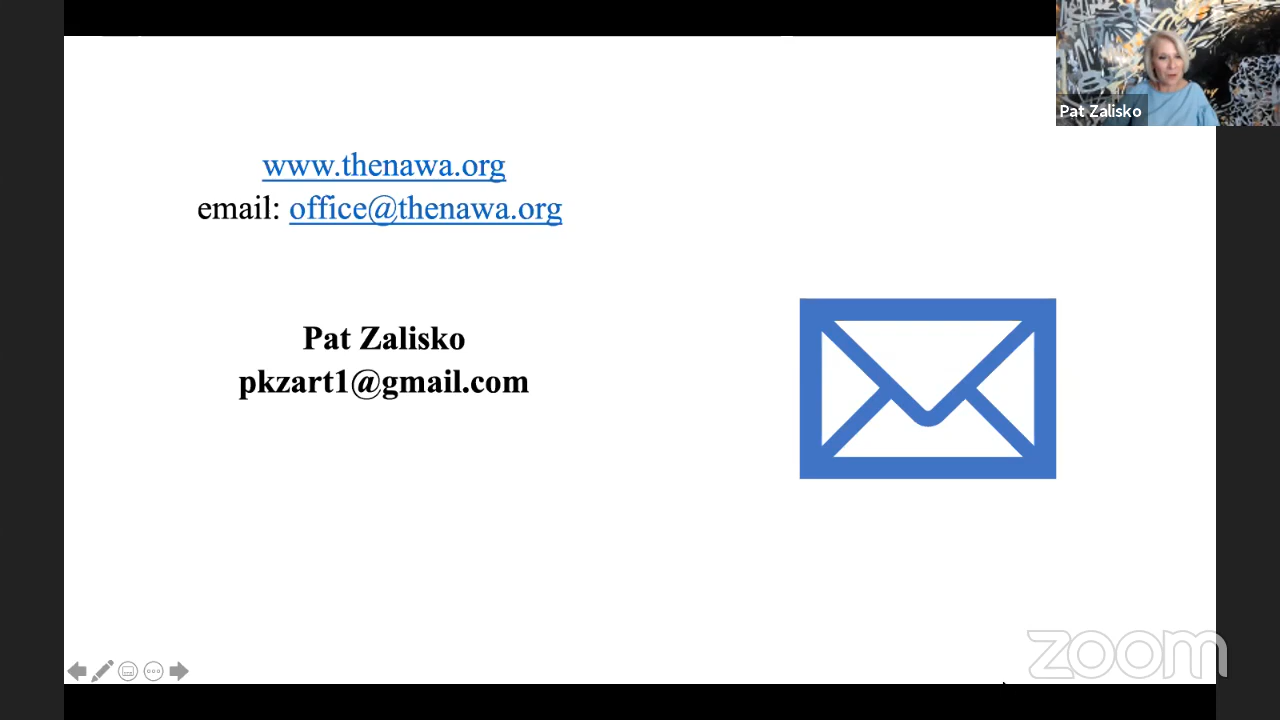 Pat Zalisko
www.thenawa.org
email: office@thenawa.org
Pat Zalisko
pkzart1@gmail.com
zoom